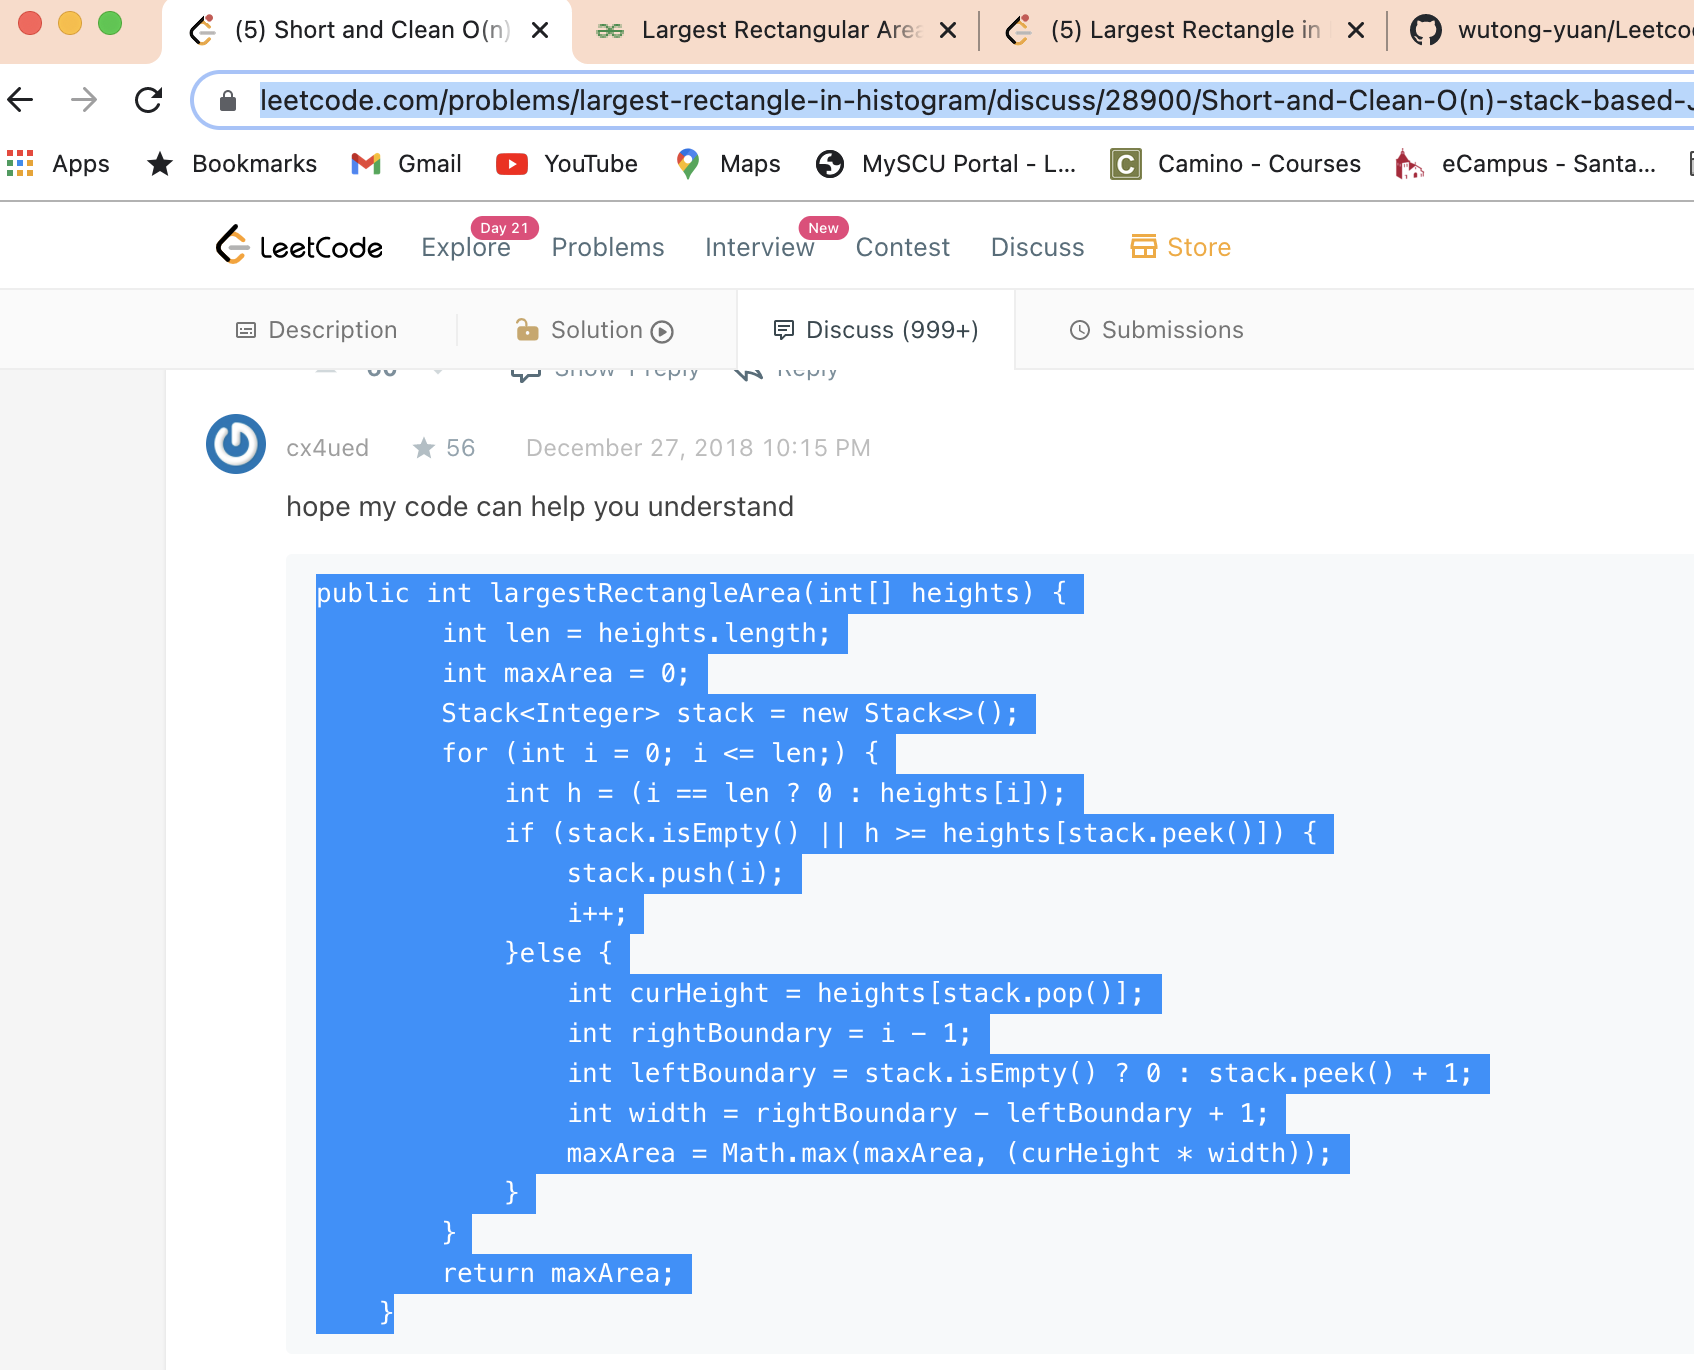 (5) Short and Clean O(n)
Largest Rectangular Area
(5) Largest Rectangle in
wutong-yuan/Leetco
leetcode.com/problems/largest-rectangle-in-histogram/discuss/28900/Short-and-Clean-O(n)-stack-based-J
Apps Bookmarks Gmail YouTube Maps MySCU Portal - L... C Camino - Courses eCampus - Santa...
Day 21 New
LeetCode Explore Problems Interview Contest Discuss Store
Description Solution Discuss (999+) Submissions
60 Show 1 reply Reply
cx4ued 56 December 27, 2018 10:15 PM
hope my code can help you understand
public int largestRectangleArea(int[] heights) {
int len = heights.length;
int maxArea = 0;
Stack<Integer> stack = new Stack<>();
for (int i = 0; i <= len;) {
int h = (i == len ? 0 : heights[i]);
if (stack.isEmpty() || h >= heights[stack.peek()]) {
stack.push(i);
i++;
}else {
int curHeight = heights[stack.pop()];
int rightBoundary = i - 1;
int leftBoundary = stack.isEmpty() ? 0 : stack.peek() + 1;
int width = rightBoundary - leftBoundary + 1;
maxArea = Math.max(maxArea, (curHeight * width));
}
}
return maxArea;
}